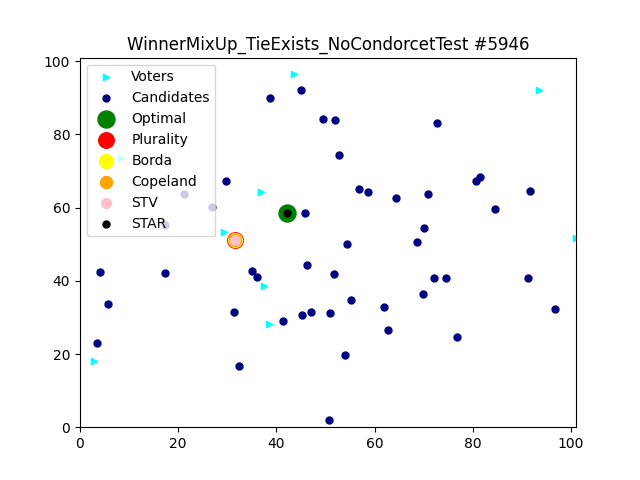 WinnerMixUp_TieExists_NoCondorcetTest #5946
Voters
Candidates
Optimal
Plurality
Borda
Copeland
STV
STAR
100
80
60
40
20
0
0 20 40 60 80 100